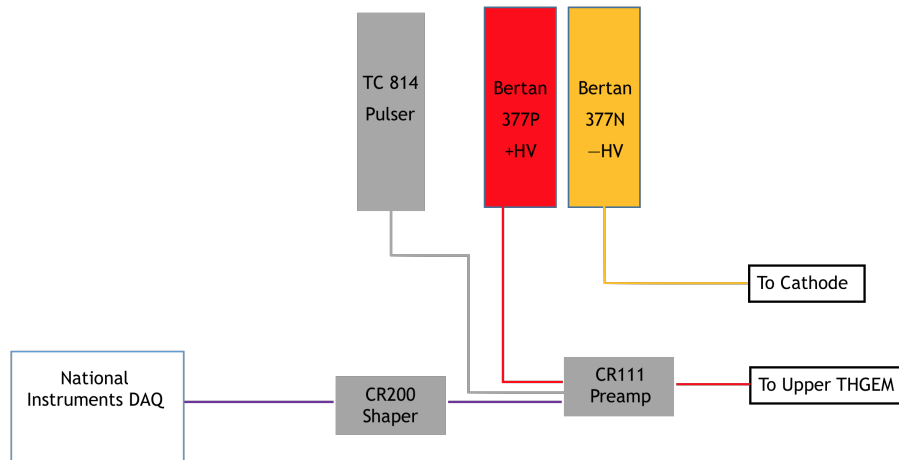 TC 814
Pulser
Bertan
377P
+HV
Bertan
377N
—HV
To Cathode
National
Instruments DAQ
CR200
Shaper
CR111
Preamp
To Upper THGEM